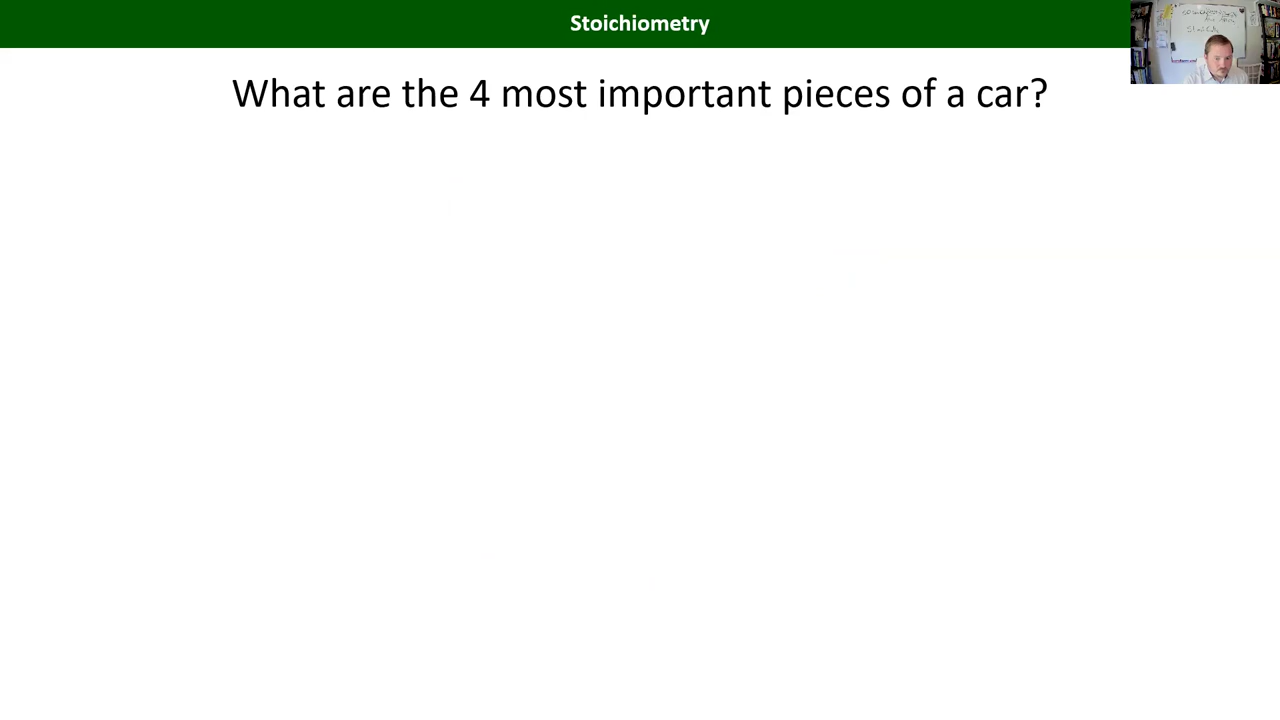 Stoichiometry
What are the 4 most important pieces of a car?